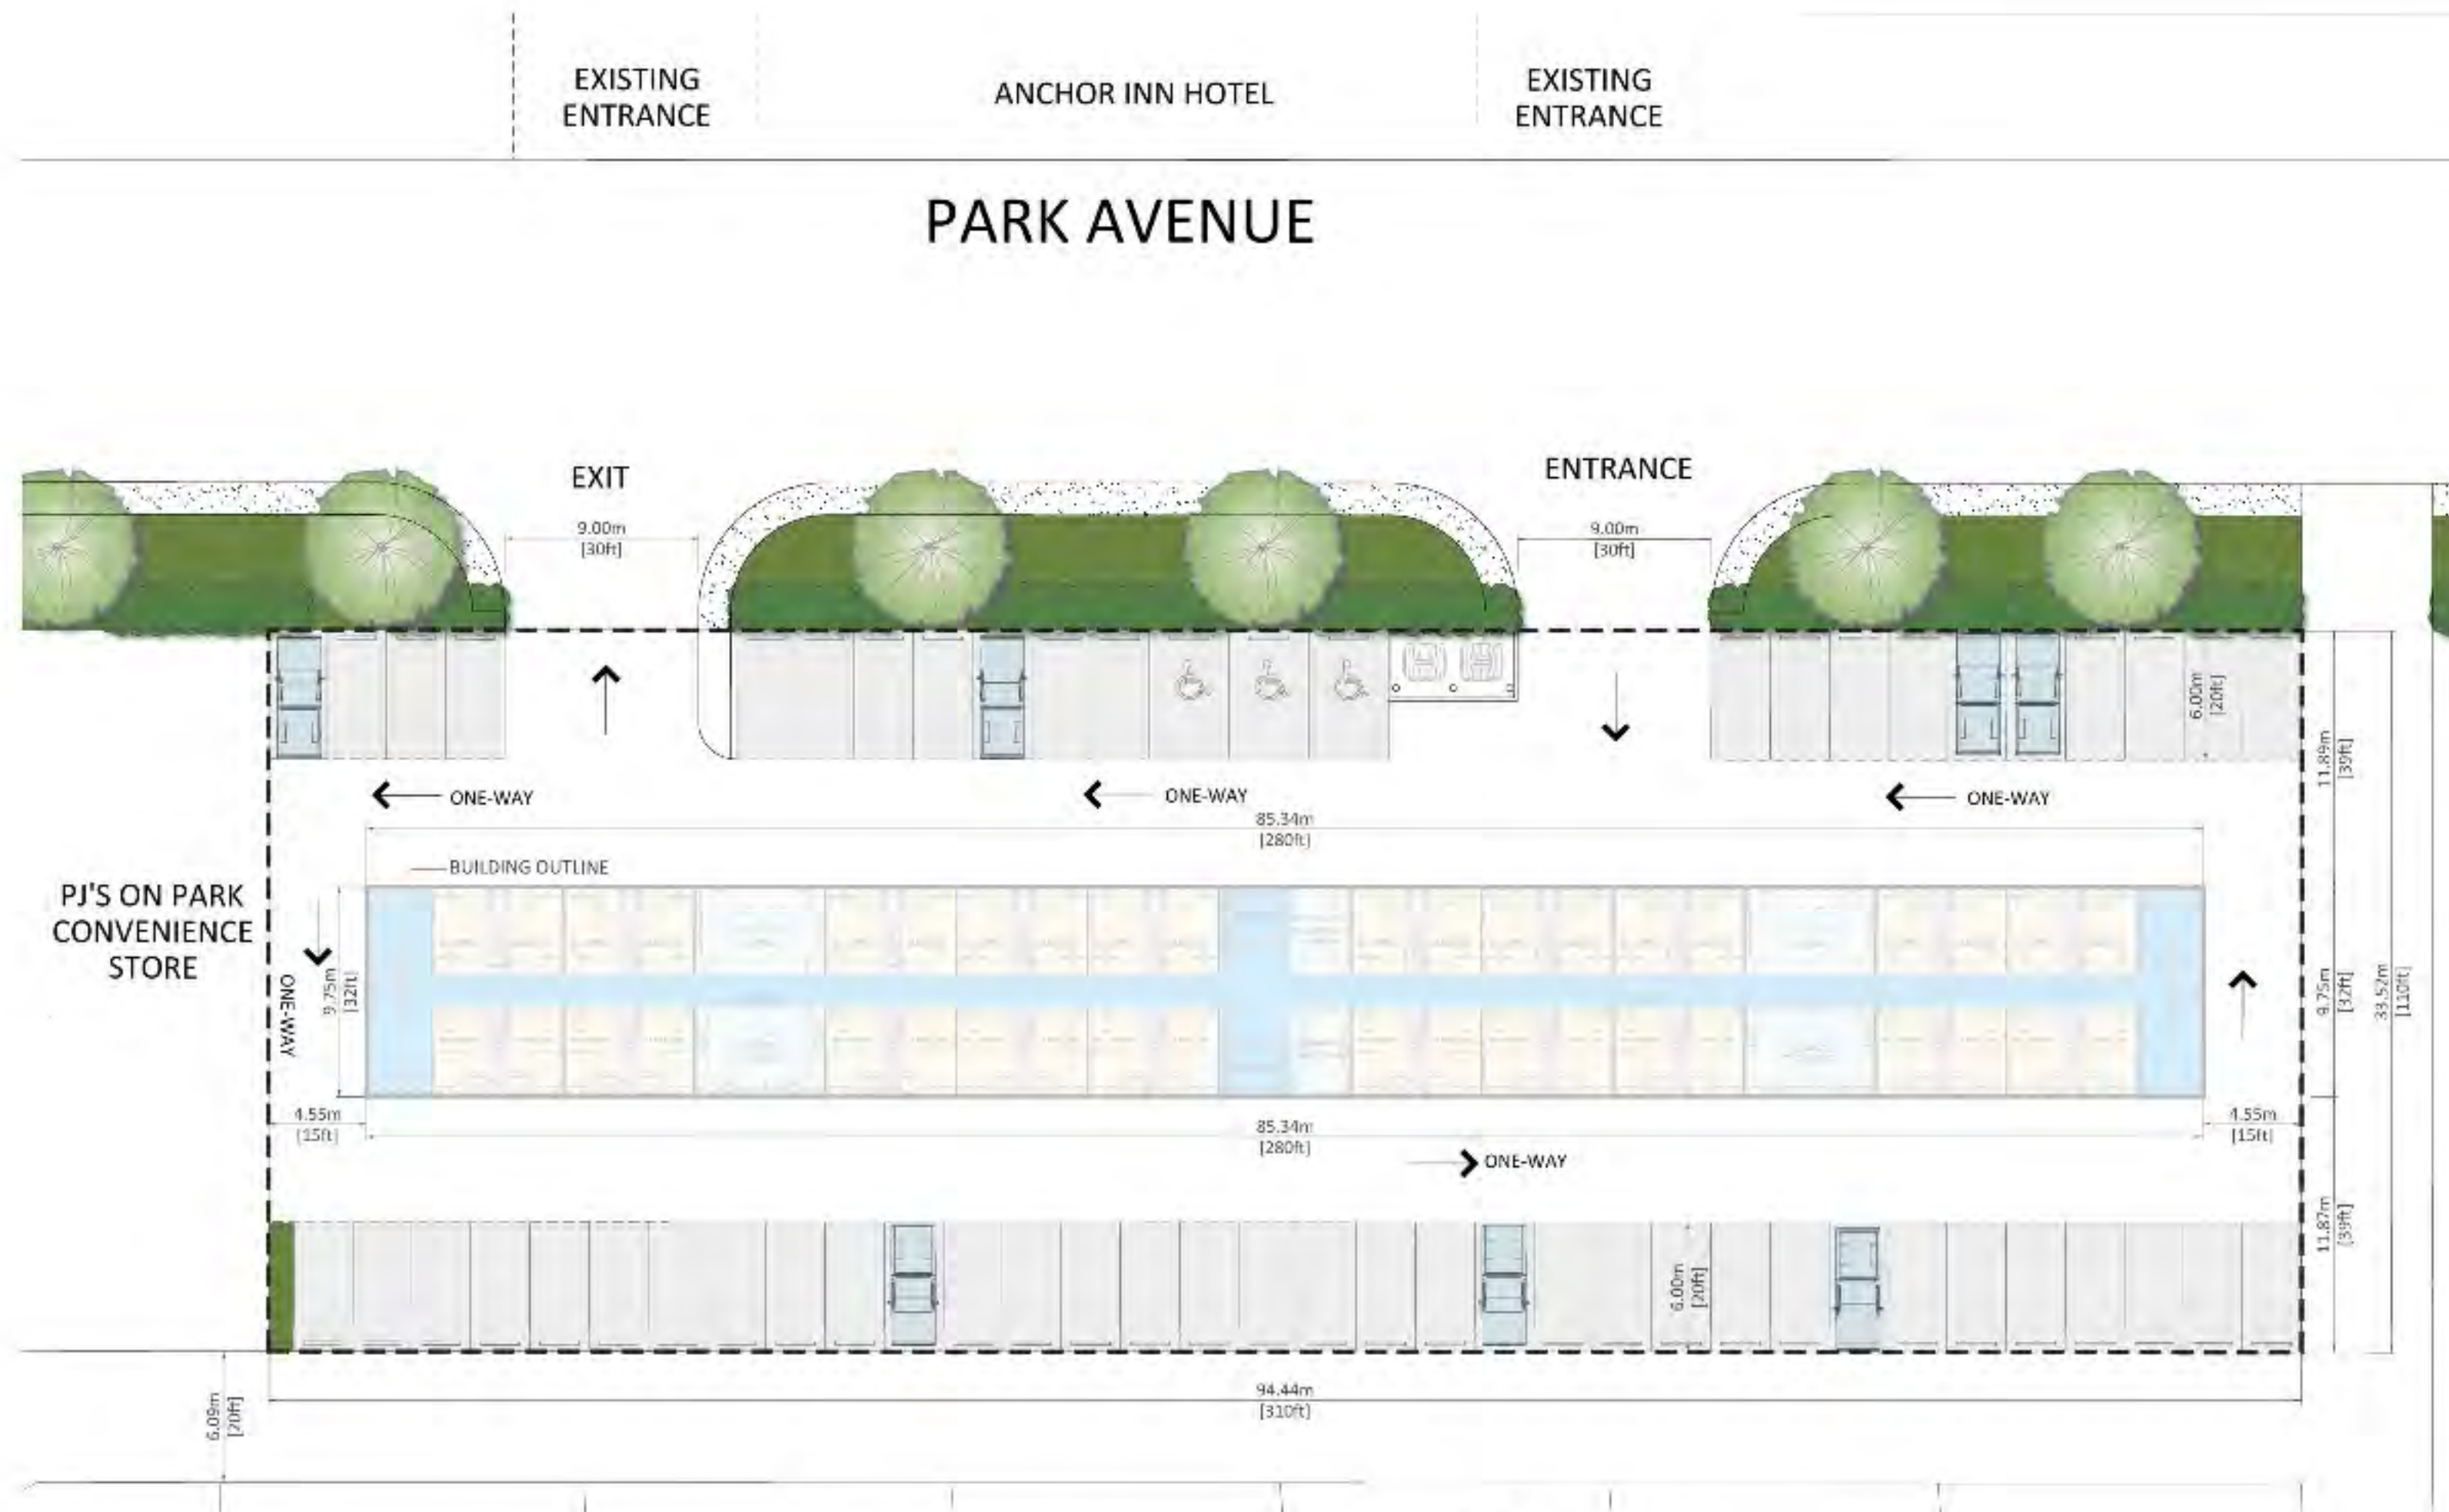 EXISTING
ENTRANCE
ANCHOR INN HOTEL
EXISTING
ENTRANCE
PARK AVENUE
EXIT
ENTRANCE
9.00m
[30ft]
9.00m
[30ft]
6.00m
[20ft]
11.89m
[39ft]
ONE-WAY
ONE-WAY
ONE-WAY
85.34m
[280ft]
BUILDING OUTLINE
PJ'S ON PARK
CONVENIENCE
STORE
ONE-WAY
9.75m
[32ft]
9.75m
[32ft]
33.52m
[110ft]
4.55m
[15ft]
85.34m
[280ft]
4.55m
[15ft]
ONE-WAY
6.00m
[20ft]
11.87m
[39ft]
94.44m
[310ft]
6.09m
[20ft]